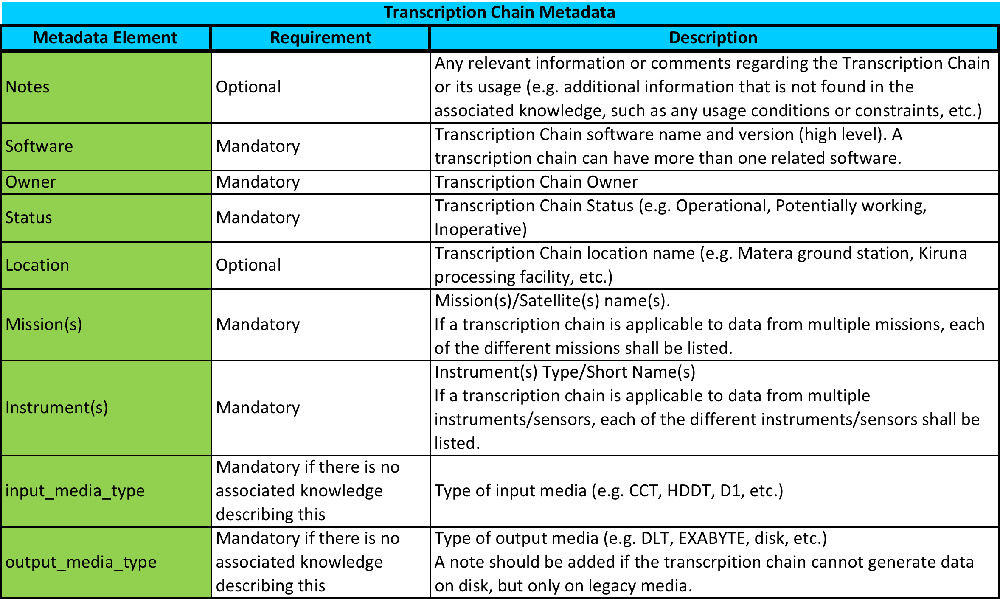 Transcription Chain Metadata
Metadata Element Requirement Description
Notes Optional Any relevant information or comments regarding the Transcription Chain
or its usage (e.g. additional information that is not found in the
associated knowledge, such as any usage conditions or constraints, etc.)
Software Mandatory Transcription Chain software name and version (high level). A
transcription chain can have more than one related software.
Owner Mandatory Transcription Chain Owner
Status Mandatory Transcription Chain Status (e.g. Operational, Potentially working,
Inoperative)
Location Optional Transcription Chain location name (e.g. Matera ground station, Kiruna
processing facility, etc.)
Mission(s) Mandatory Mission(s)/Satellite(s) name(s).
If a transcription chain is applicable to data from multiple missions, each
of the different missions shall be listed.
Instrument(s) Mandatory Instrument(s) Type/Short Name(s)
If a transcription chain is applicable to data from multiple
instruments/sensors, each of the different instruments/sensors shall be
listed.
input_media_type Mandatory if there is no
associated knowledge
describing this
Type of input media (e.g. CCT, HDDT, D1, etc.)
output_media_type Mandatory if there is no
associated knowledge
describing this
Type of output media (e.g. DLT, EXABYTE, disk, etc.)
A note should be added if the transcrpition chain cannot generate data
on disk, but only on legacy media.